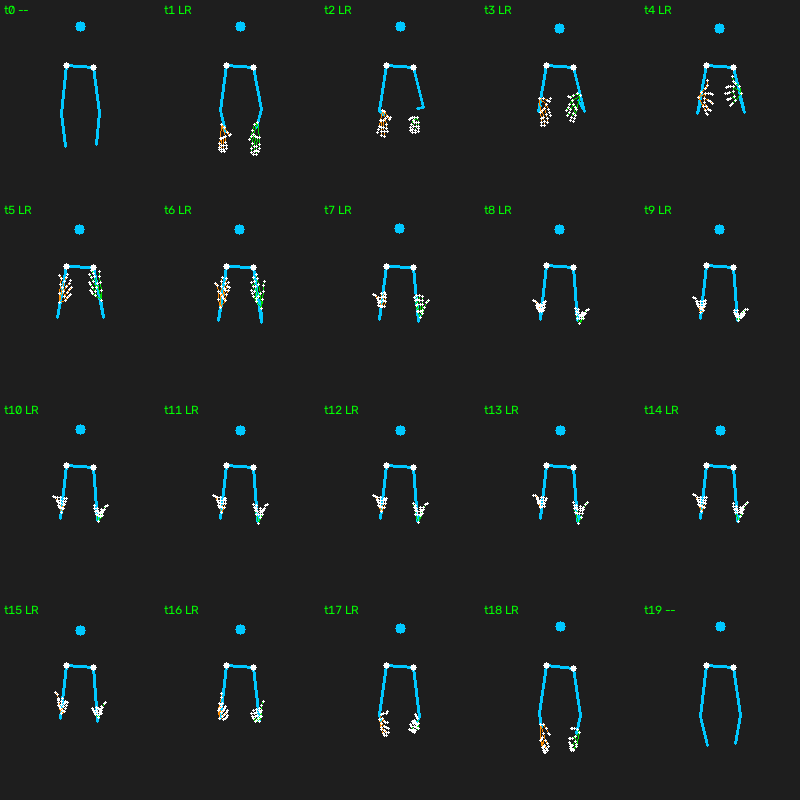 t0 --
t1 LR
t2 LR
t3 LR
t4 LR
t5 LR
t6 LR
t7 LR
t8 LR
t9 LR
t10 LR
t11 LR
t12 LR
t13 LR
t14 LR
t15 LR
t16 LR
t17 LR
t18 LR
t19 --